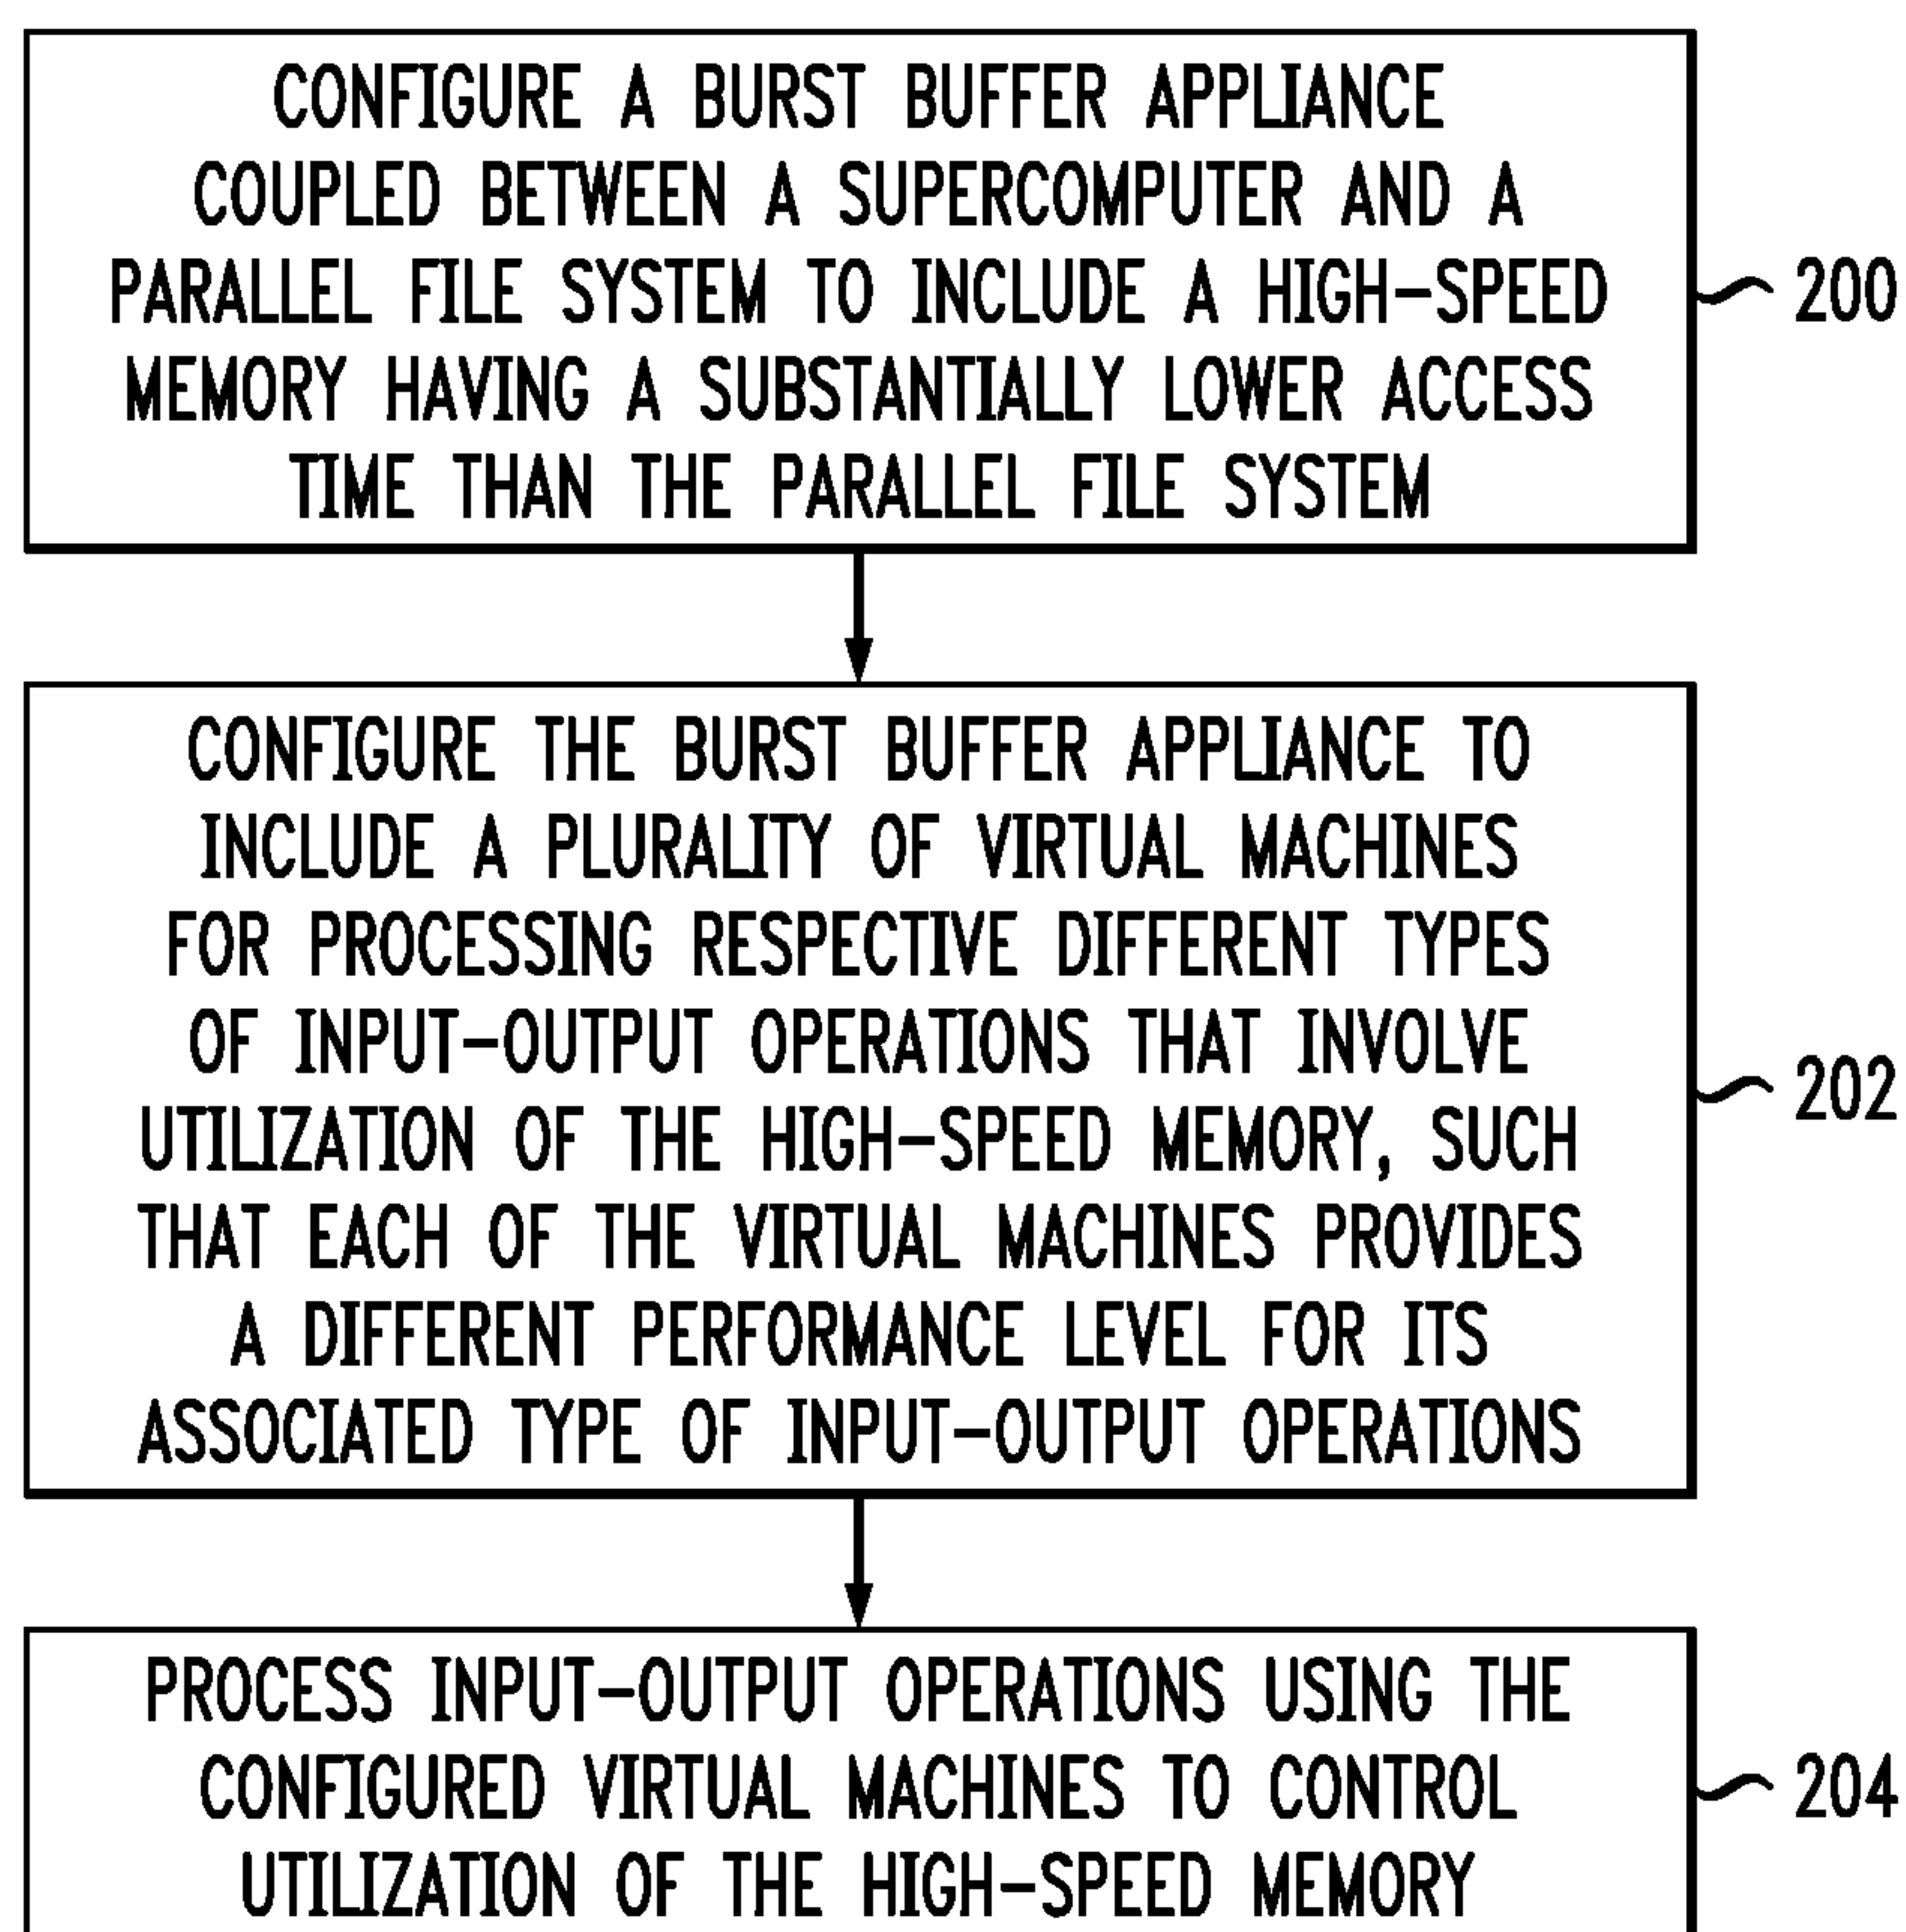 CONFIGURE A BURST BUFFER APPLIANCE
COUPLED BETWEEN A SUPERCOMPUTER AND A
PARALLEL FILE SYSTEM TO INCLUDE A HIGH-SPEED
MEMORY HAVING A SUBSTANTIALLY LOWER ACCESS
TIME THAN THE PARALLEL FILE SYSTEM
200
CONFIGURE THE BURST BUFFER APPLIANCE TO
INCLUDE A PLURALITY OF VIRTUAL MACHINES
FOR PROCESSING RESPECTIVE DIFFERENT TYPES
OF INPUT-OUTPUT OPERATIONS THAT INVOLVE
UTILIZATION OF THE HIGH-SPEED MEMORY, SUCH
THAT EACH OF THE VIRTUAL MACHINES PROVIDES
A DIFFERENT PERFORMANCE LEVEL FOR ITS
ASSOCIATED TYPE OF INPUT-OUTPUT OPERATIONS
202
PROCESS INPUT-OUTPUT OPERATIONS USING THE
CONFIGURED VIRTUAL MACHINES TO CONTROL
UTILIZATION OF THE HIGH-SPEED MEMORY
204